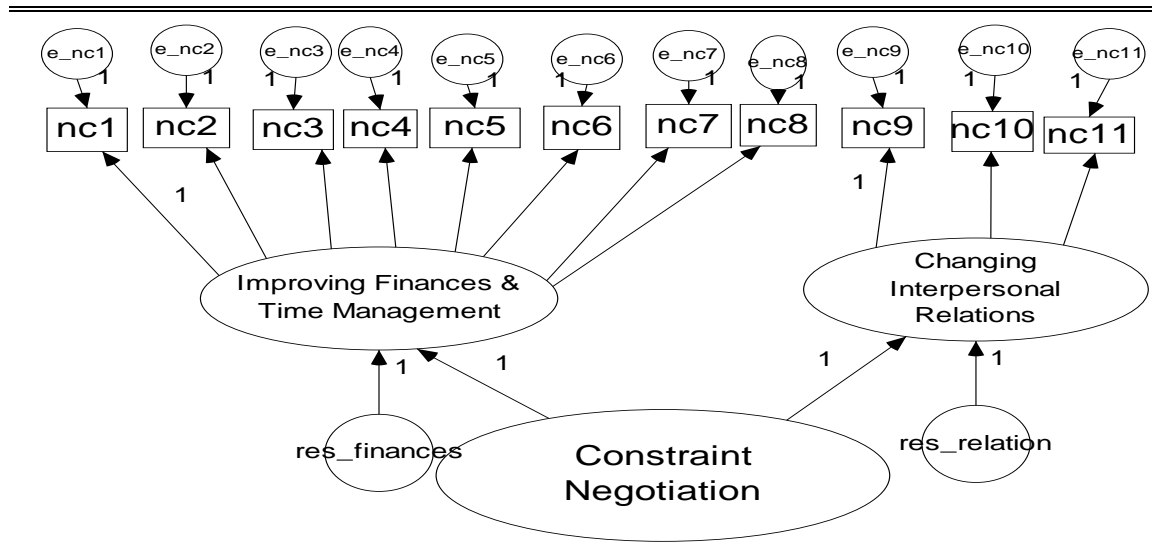 e_nc1 e_nc2 e_nc3 e_nc4 e_nc5 e_nc6 e_nc7 e_nc8 e_nc9 e_nc10 e_nc11
1 1 1 1 1 1 1 1 1 1 1
nc1 nc2 nc3 nc4 nc5 nc6 nc7 nc8 nc9 nc10 nc11
1 1
Improving Finances &
Time Management
Changing
Interpersonal
Relations
1 1 1 1
res_finances
Constraint
Negotiation
res_relation